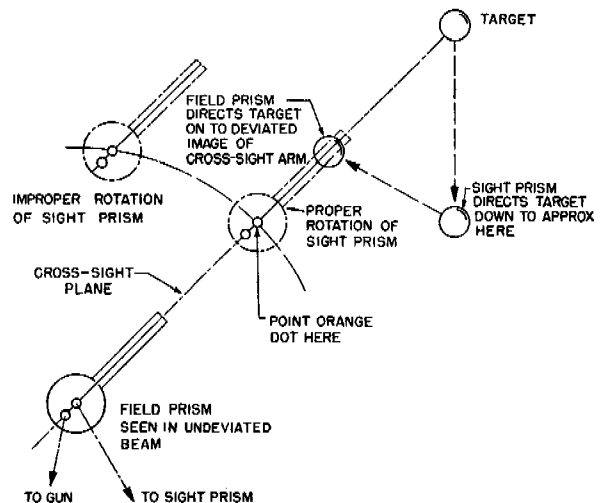 TARGET
FIELD PRISM
DIRECTS TARGET
ON TO DEVIATED
IMAGE OF
CROSS-SIGHT ARM
IMPROPER ROTATION
OF SIGHT PRISM
SIGHT PRISM
DIRECTS TARGET
DOWN TO APPROX
HERE
PROPER
ROTATION OF
SIGHT PRISM
CROSS-SIGHT
PLANE
POINT ORANGE
DOT HERE
FIELD PRISM
SEEN IN UNDEVIATED
BEAM
TO GUN
TO SIGHT PRISM